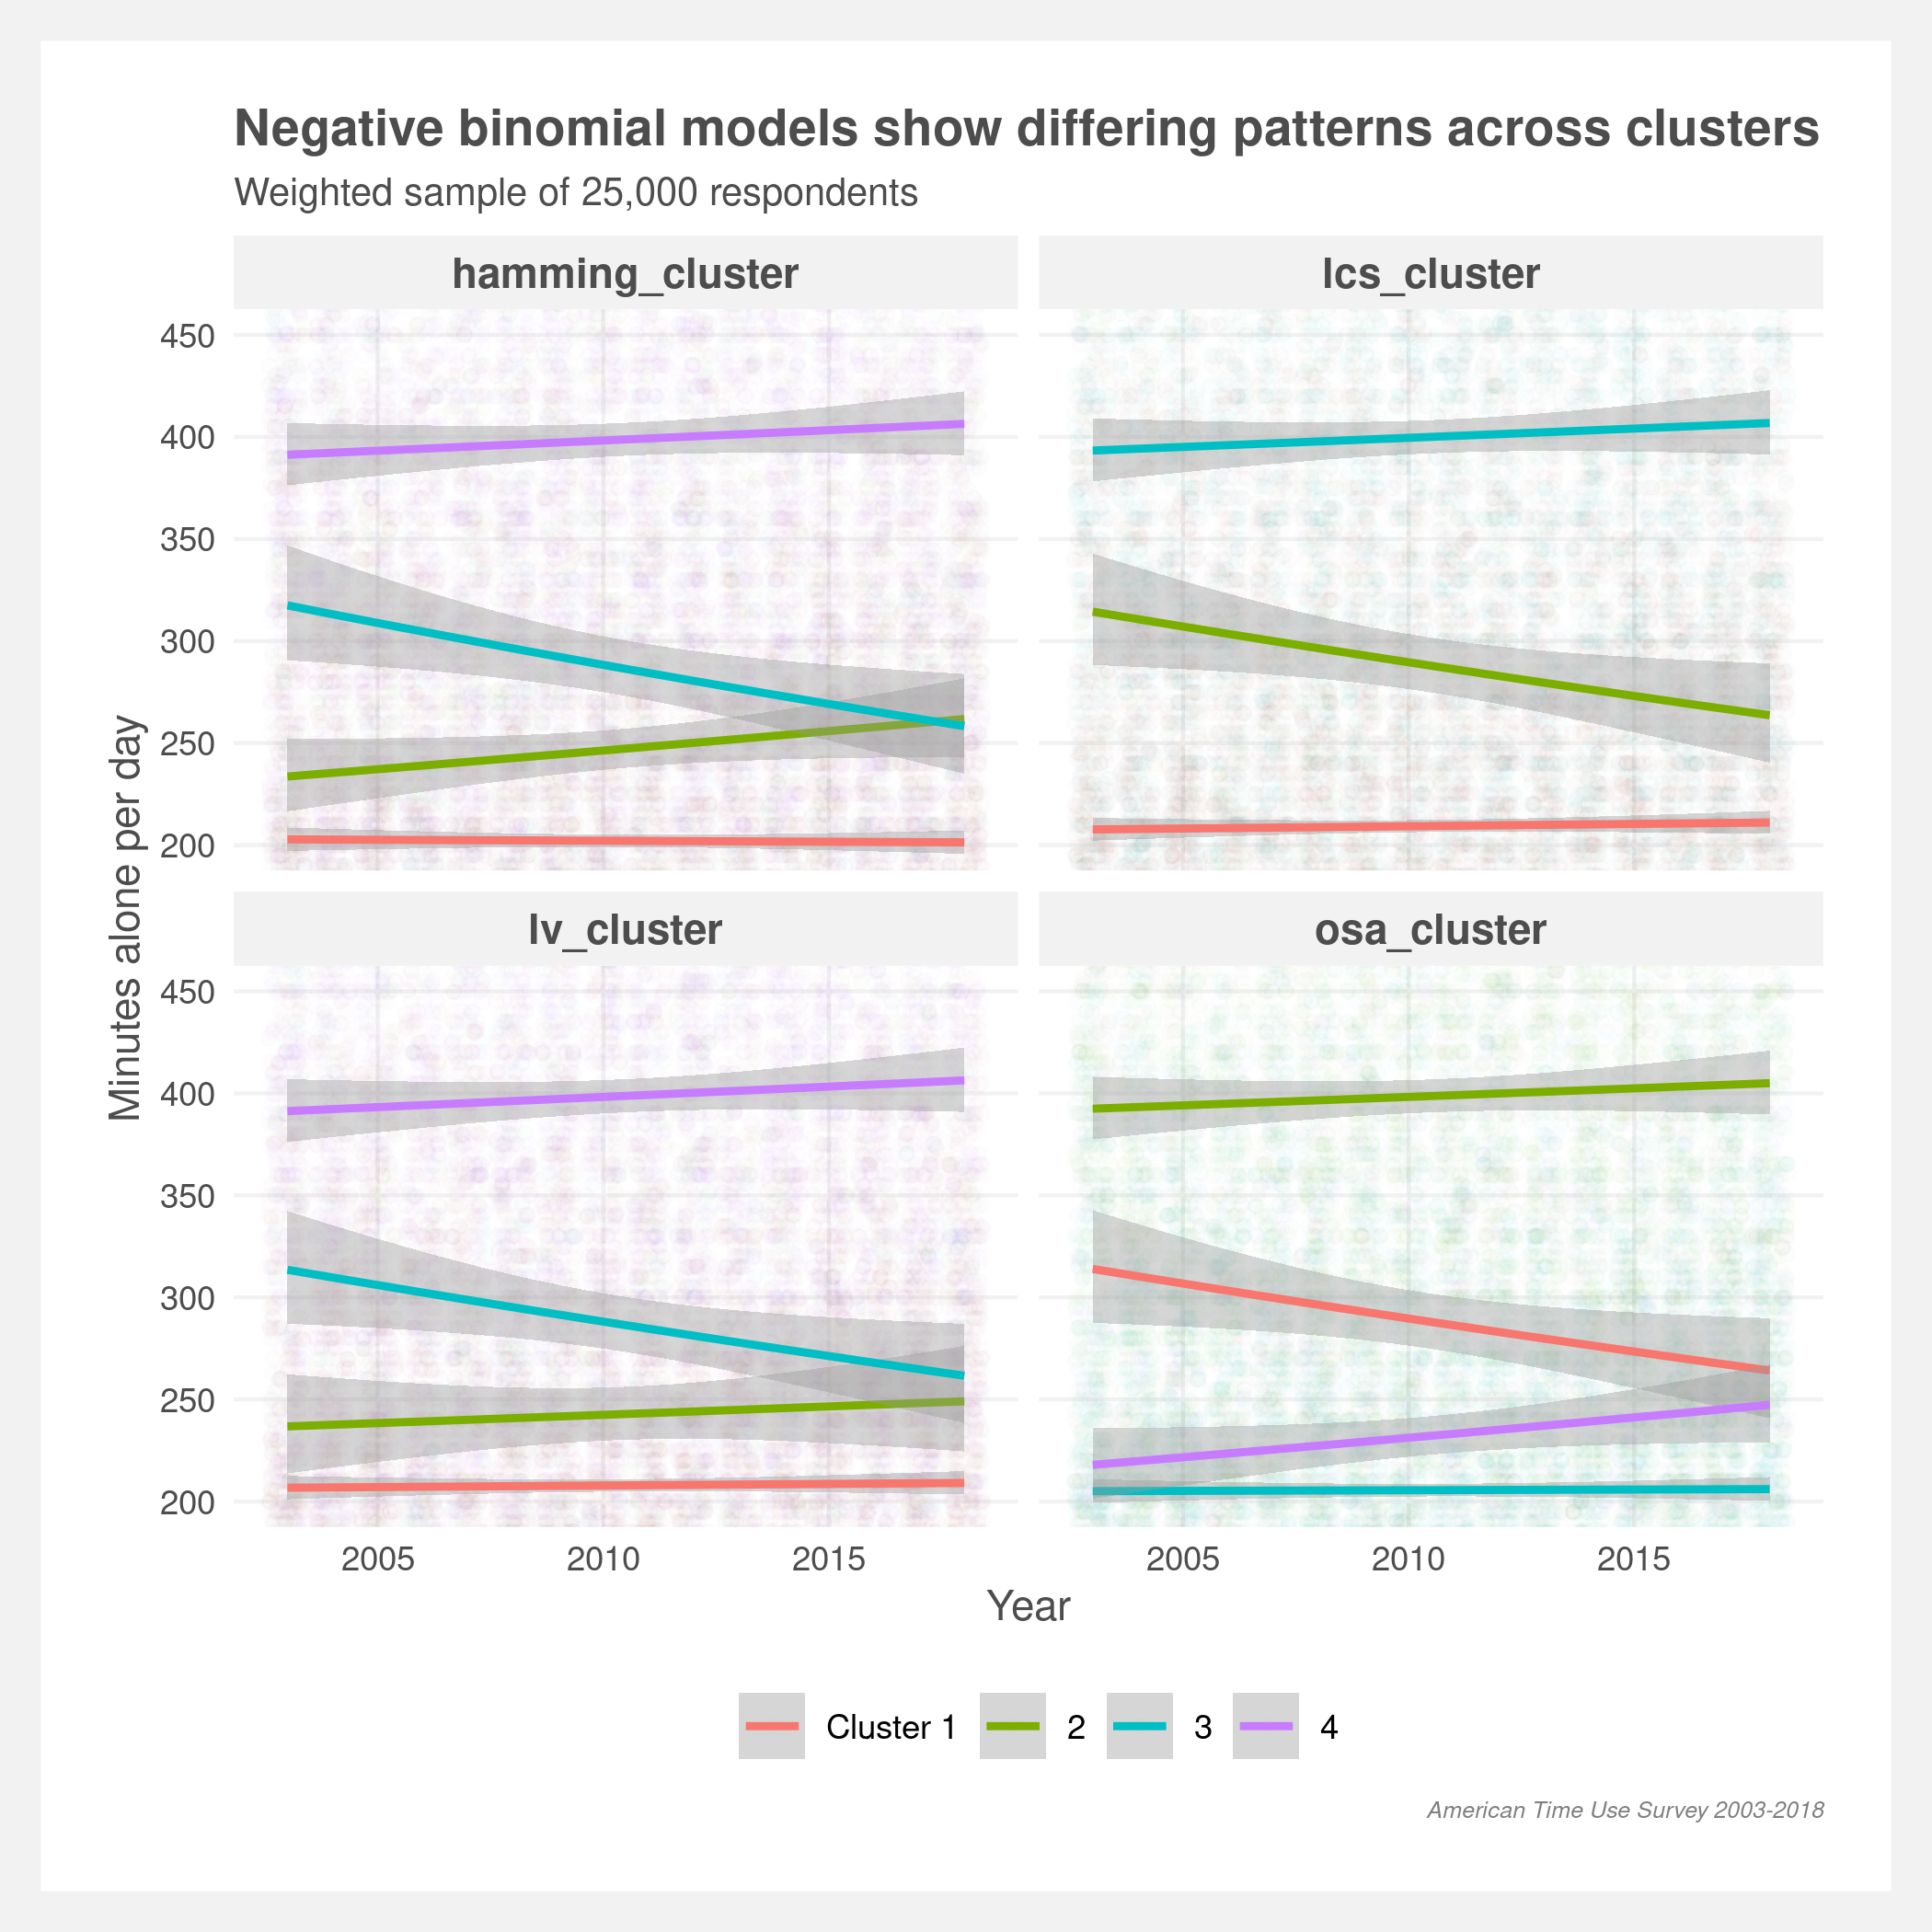 Negative binomial models show differing patterns across clusters
Weighted sample of 25,000 respondents
hamming_cluster
lcs_cluster
450
400
350
300
250
200
lv_cluster
osa_cluster
450
400
350
300
250
200
Minutes alone per day
2005 2010 2015
2005 2010 2015
Year
Cluster 1 2 3 4
American Time Use Survey 2003-2018